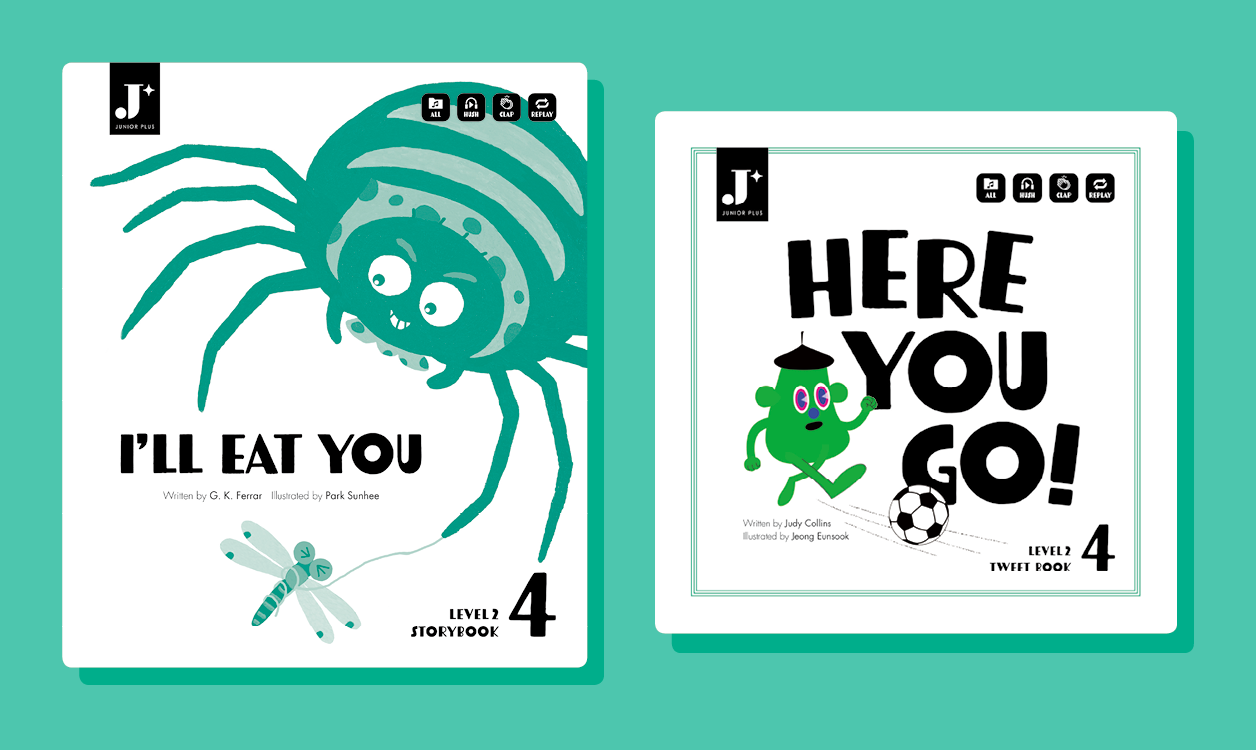 J
JUNIOR PLUS
ALL
HUSH
CLAP
REPLAY
I'LL EAT YOU
Written by G. K. Ferrar Illustrated by Park Sunhee
LEVEL 2
STORYBOOK
4
J
JUNIOR PLUS
ALL
HUSH
CLAP
REPLAY
HERE
YOU
GO!
Written by Judy Collins
Illustrated by Jeong Eunsook
LEVEL 2
TWEET BOOK
4